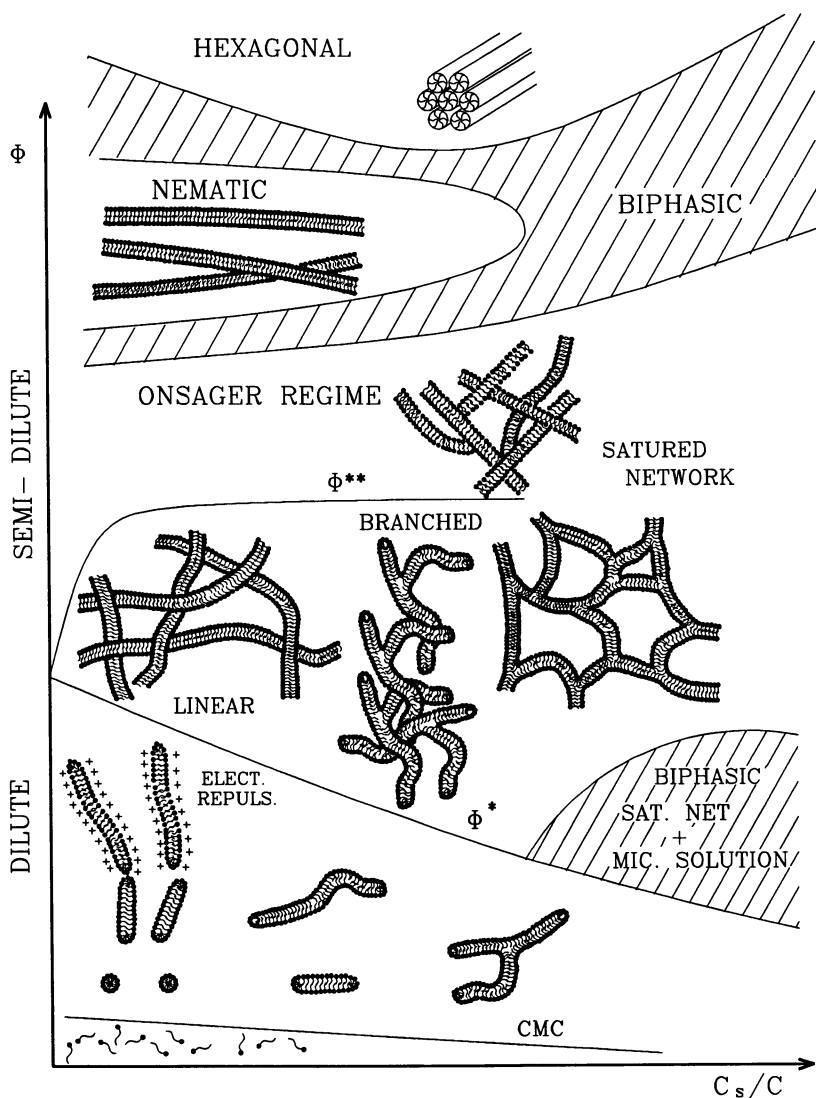 HEXAGONAL
Φ
NEMATIC
BIPHASIC
ONSAGER REGIME
SEMI-DILUTE
SATURED
NETWORK
Φ**
BRANCHED
LINEAR
DILUTE
ELECT.
REPULS.
Φ*
BIPHASIC
SAT. NET
+
MIC. SOLUTION
CMC
Cs/C